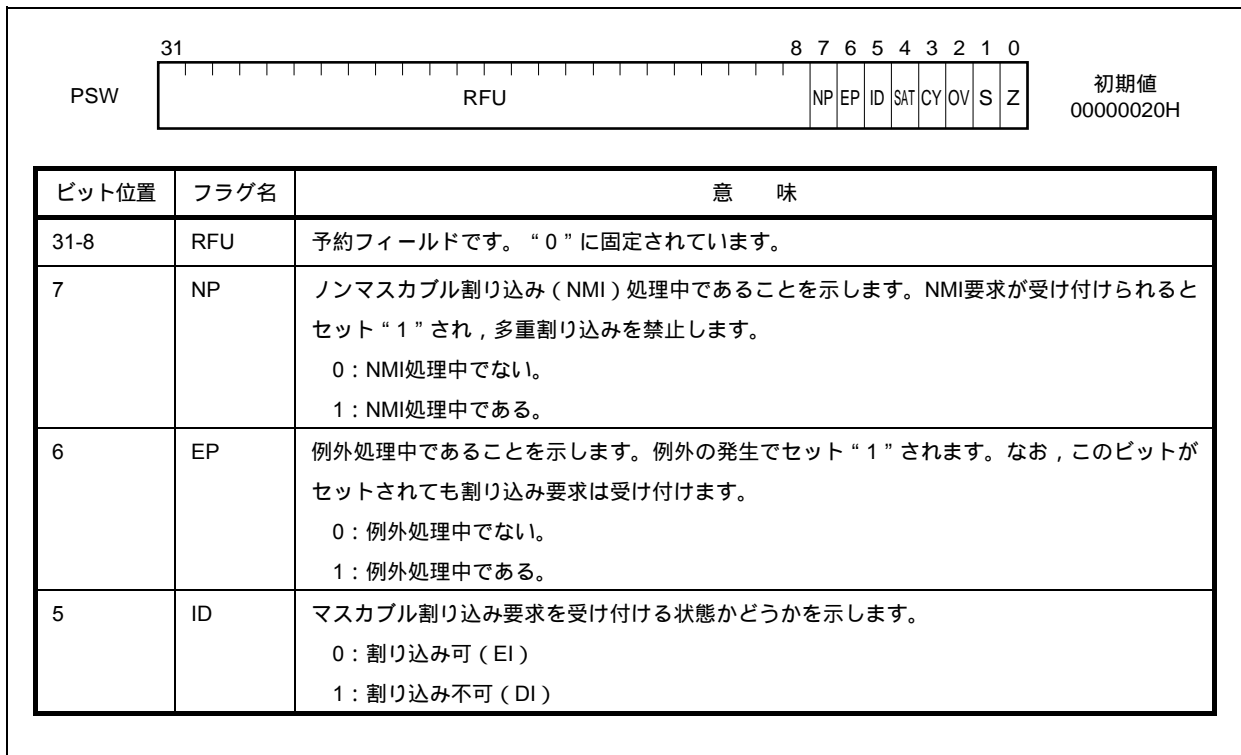 31 8 7 6 5 4 3 2 1 0
PSW RFU NP EP ID SAT CY OV S Z 初期値
00000020H
ビット位置 フラグ名 意 味
31-8 RFU 予約フィールドです。“0”に固定されています。
7 NP ノンマスカブル割り込み（NMI）処理中であることを示します。NMI要求が受け付けられると
セット“1”され，多重割り込みを禁止します。
0：NMI処理中でない。
1：NMI処理中である。
6 EP 例外処理中であることを示します。例外の発生でセット“1”されます。なお，このビットが
セットされても割り込み要求は受け付けます。
0：例外処理中でない。
1：例外処理中である。
5 ID マスカブル割り込み要求を受け付ける状態かどうかを示します。
0：割り込み可（EI）
1：割り込み不可（DI）